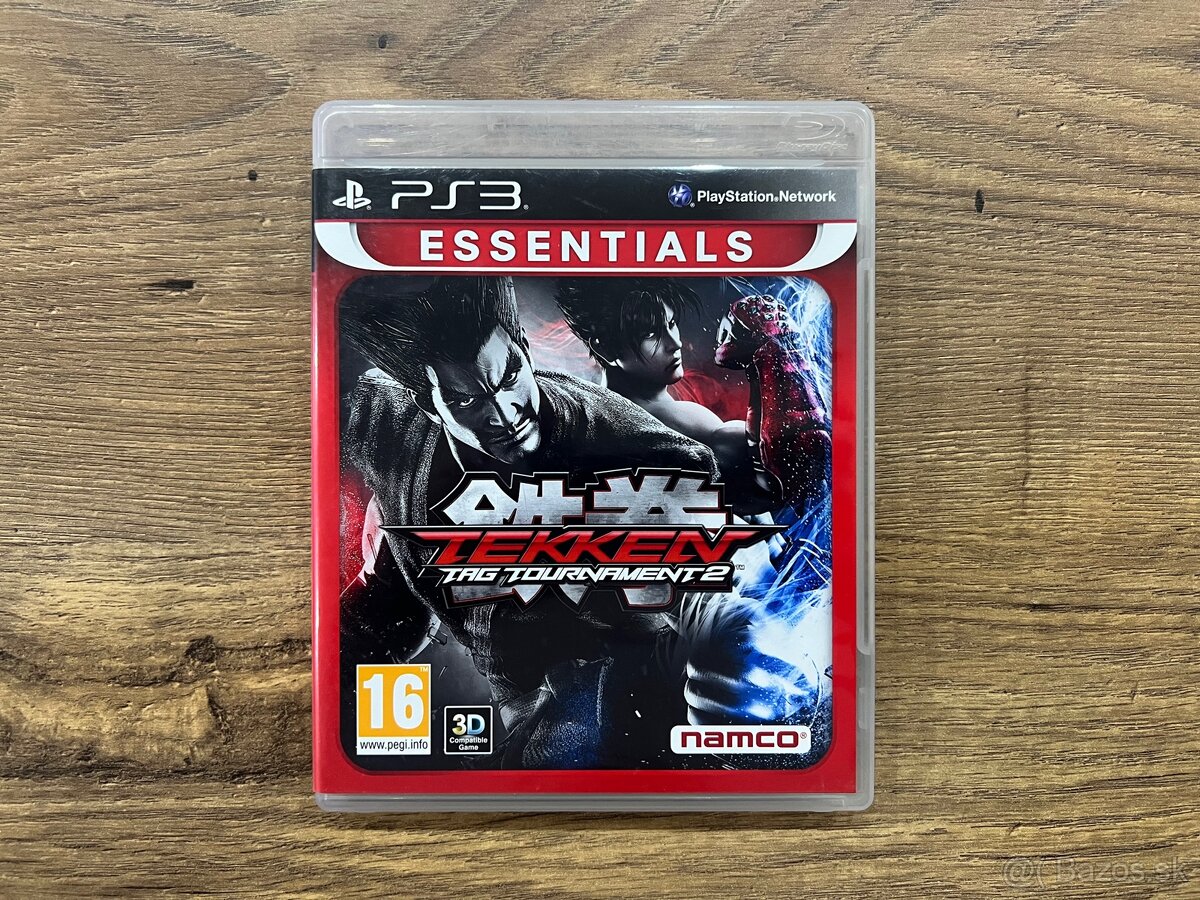 PS3
PlayStation®Network
ESSENTIALS
鉄拳
TEKKEN
TAG TOURNAMENT 2™
16
www.pegi.info
3D
Compatible
Game
namco®
Bazos.sk